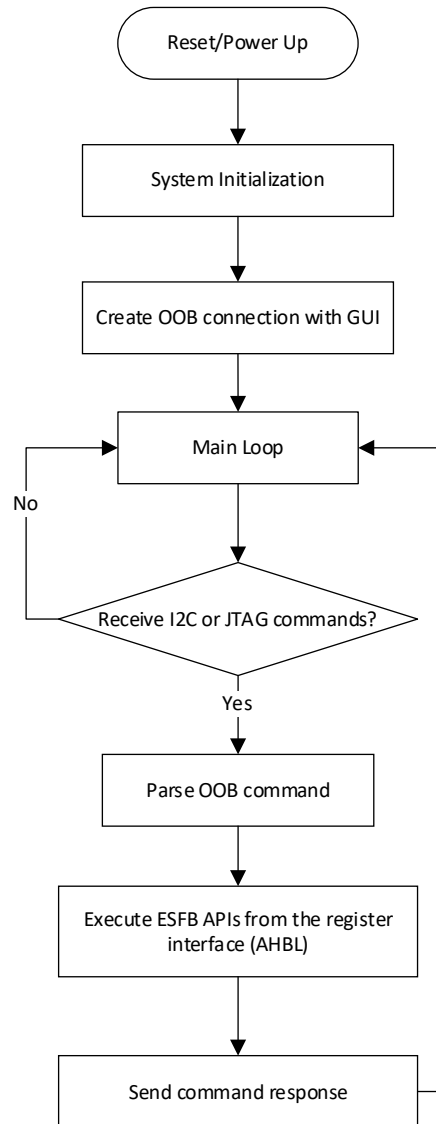 Reset/Power Up
System Initialization
Create OOB connection with GUI
Main Loop
No
Receive I2C or JTAG commands?
Yes
Parse OOB command
Execute ESFB APIs from the register
interface (AHBL)
Send command response